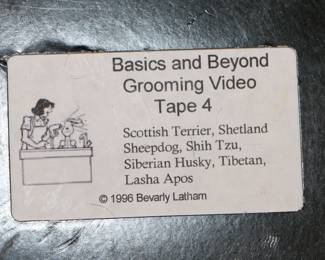 Basics and Beyond
Grooming Video
Tape 4
Scottish Terrier, Shetland
Sheepdog, Shih Tzu,
Siberian Husky, Tibetan,
Lasha Apos
© 1996 Bevarly Latham